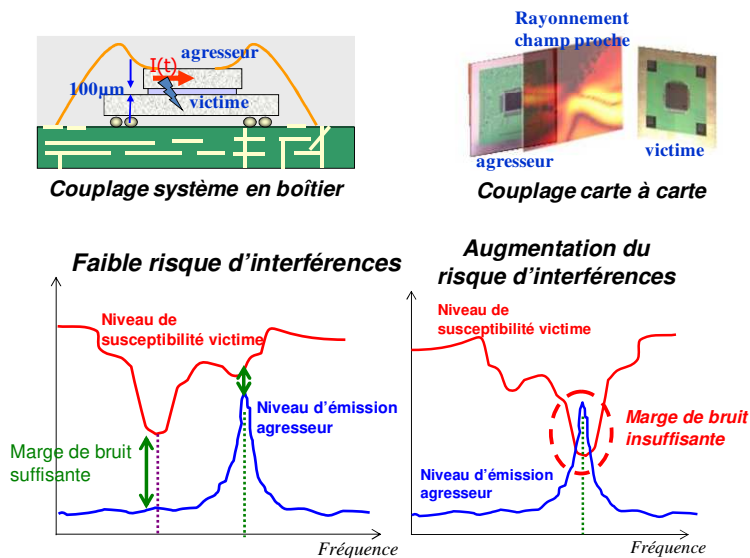 I(t)
agresseur
100µm
victime
Couplage système en boîtier
Rayonnement
champ proche
agresseur
victime
Couplage carte à carte
Faible risque d'interférences
Niveau de
susceptibilité victime
Niveau d'émission
agresseur
Marge de bruit
suffisante
Fréquence
Augmentation du
risque d'interférences
Niveau de
susceptibilité victime
Marge de bruit
insuffisante
Niveau d'émission
agresseur
Fréquence